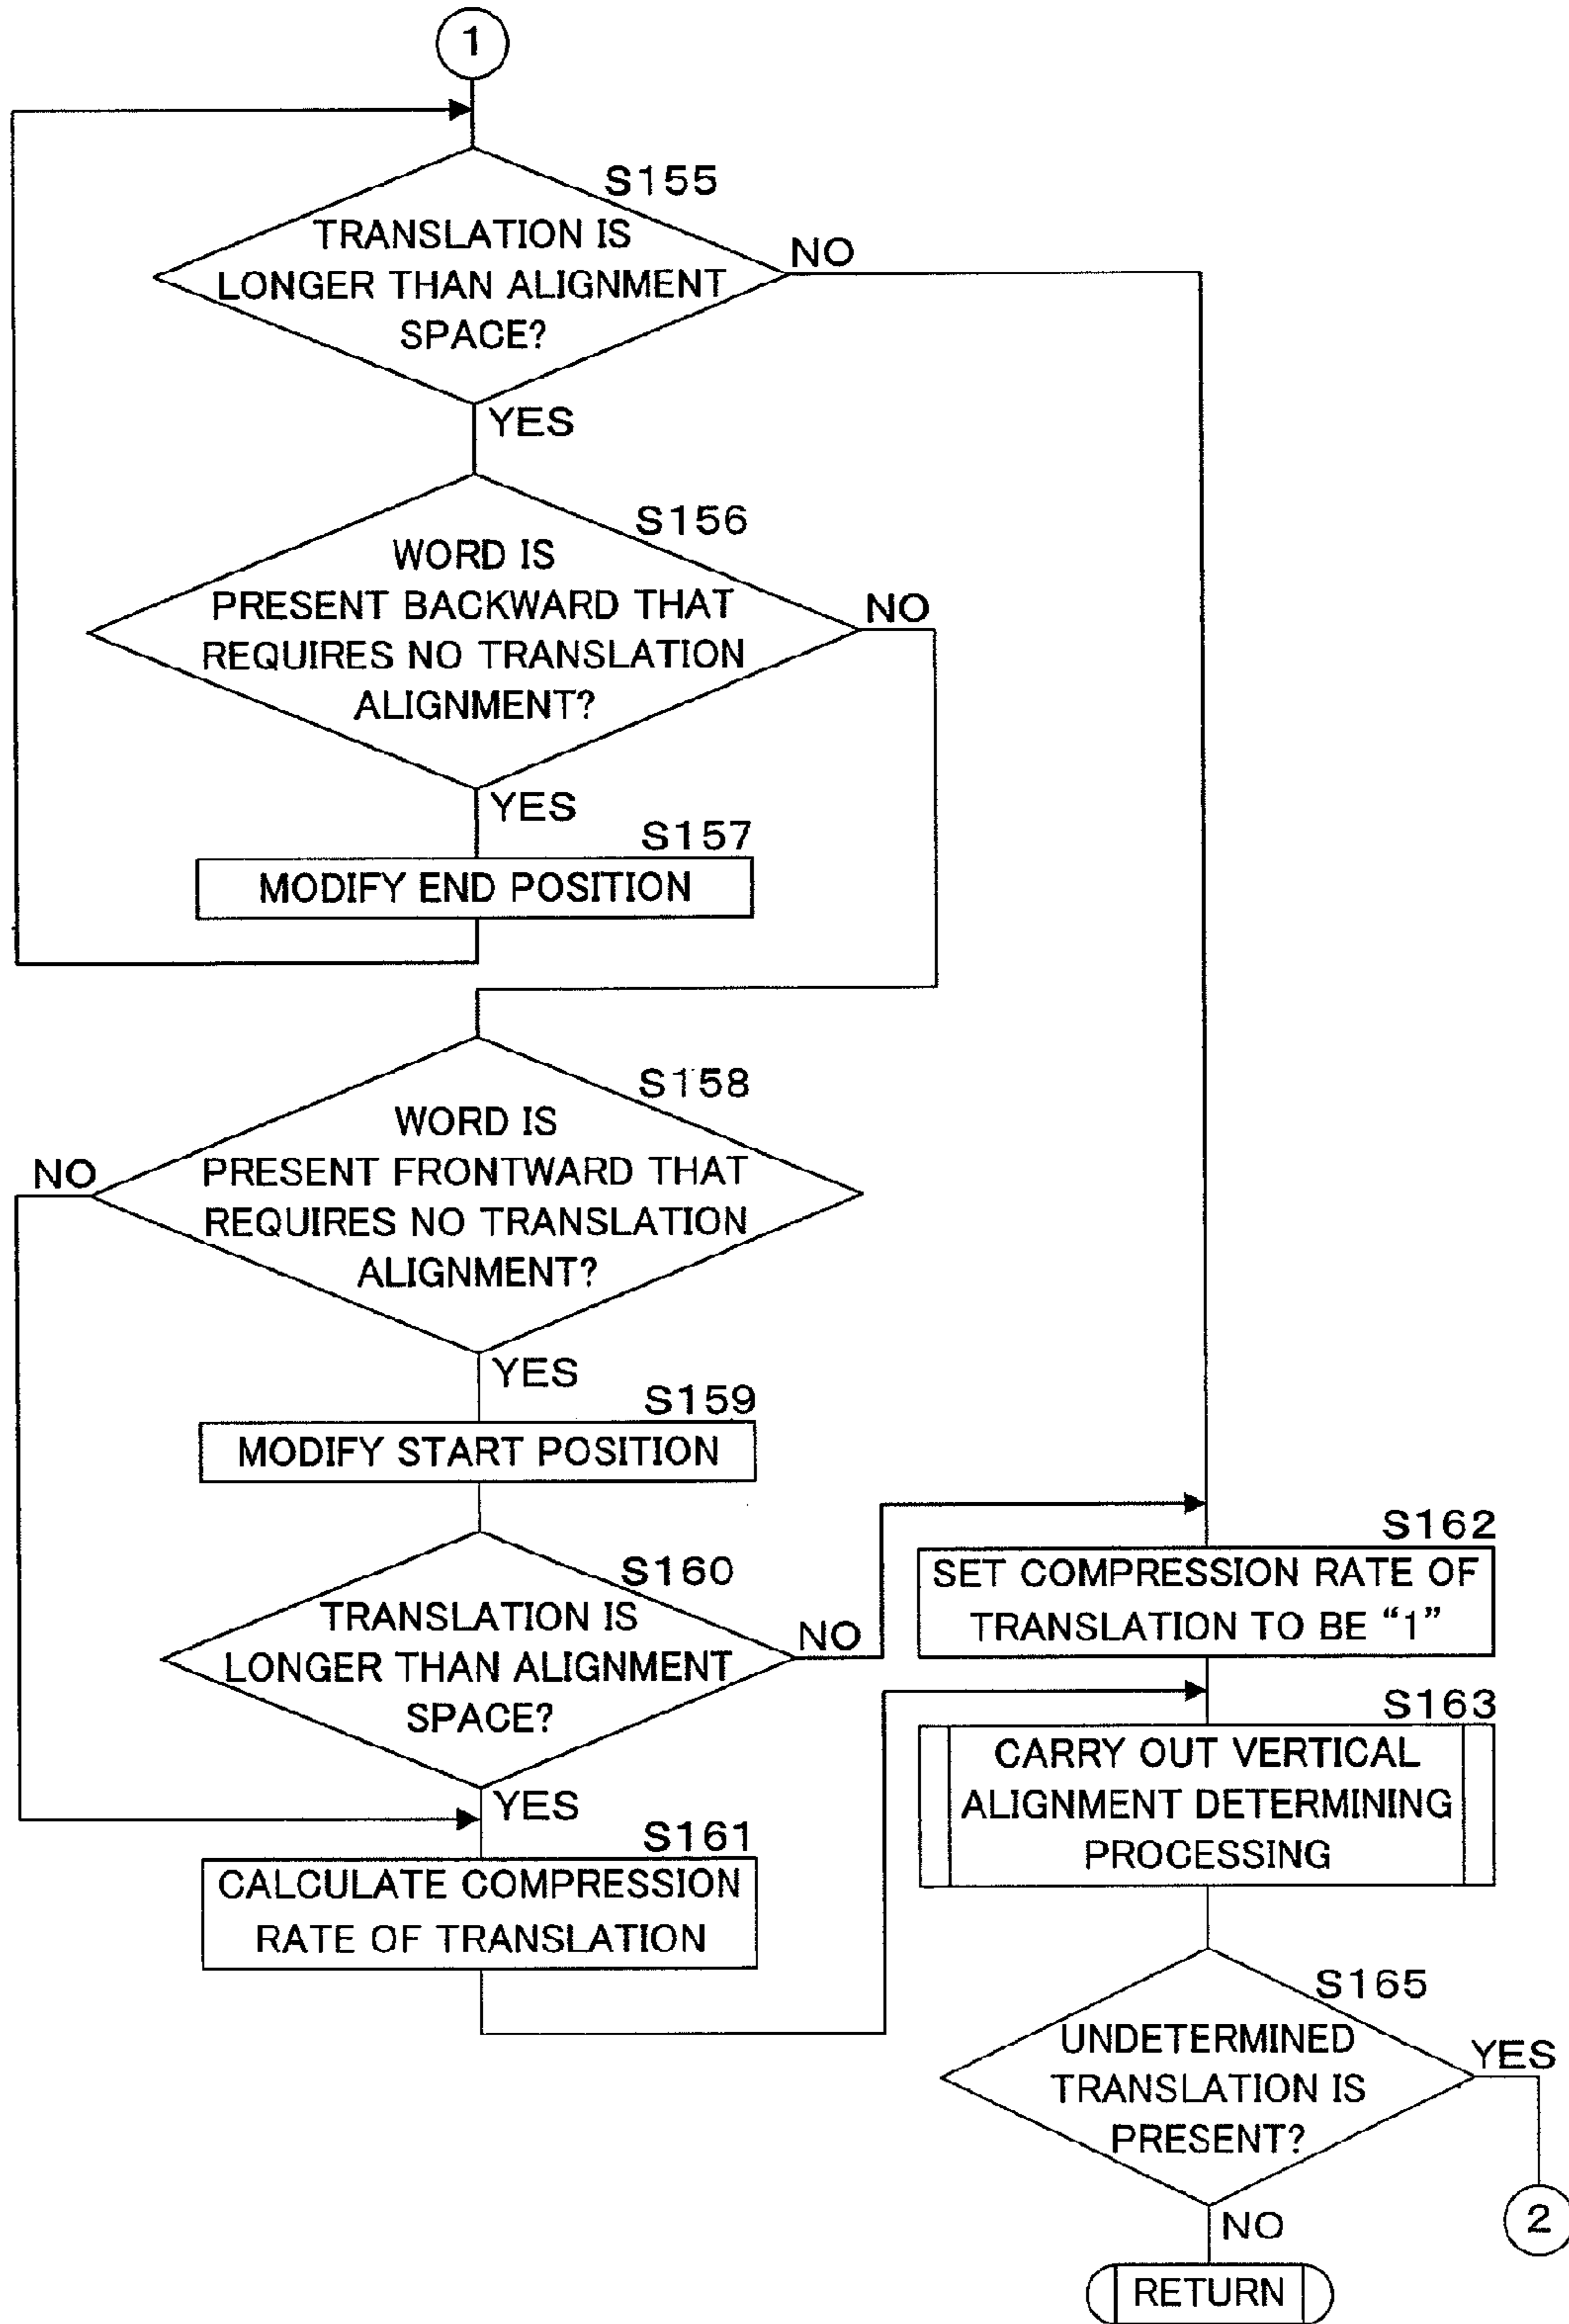 1
S155
TRANSLATION IS
LONGER THAN ALIGNMENT
SPACE?
NO
YES
S156
WORD IS
PRESENT BACKWARD THAT
REQUIRES NO TRANSLATION
ALIGNMENT?
NO
YES
S157
MODIFY END POSITION
S158
WORD IS
PRESENT FRONTWARD THAT
REQUIRES NO TRANSLATION
ALIGNMENT?
NO
YES
S159
MODIFY START POSITION
S160
TRANSLATION IS
LONGER THAN ALIGNMENT
SPACE?
NO
YES
S161
CALCULATE COMPRESSION
RATE OF TRANSLATION
S162
SET COMPRESSION RATE OF
TRANSLATION TO BE “1”
S163
CARRY OUT VERTICAL
ALIGNMENT DETERMINING
PROCESSING
S165
UNDETERMINED
TRANSLATION IS
PRESENT?
YES
2
NO
RETURN